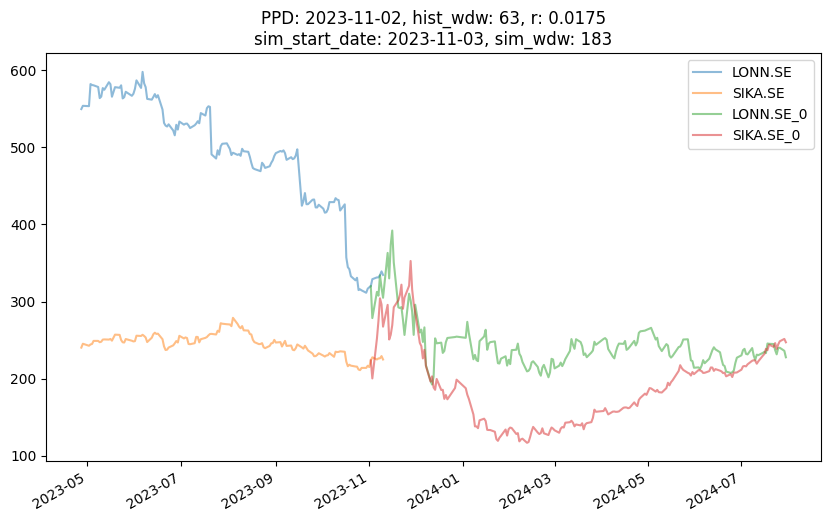 PPD: 2023-11-02, hist_wdw: 63, r: 0.0175
sim_start_date: 2023-11-03, sim_wdw: 183
LONN.SE
SIKA.SE
LONN.SE_0
SIKA.SE_0
600
500
400
300
200
100
2023-05
2023-07
2023-09
2023-11
2024-01
2024-03
2024-05
2024-07